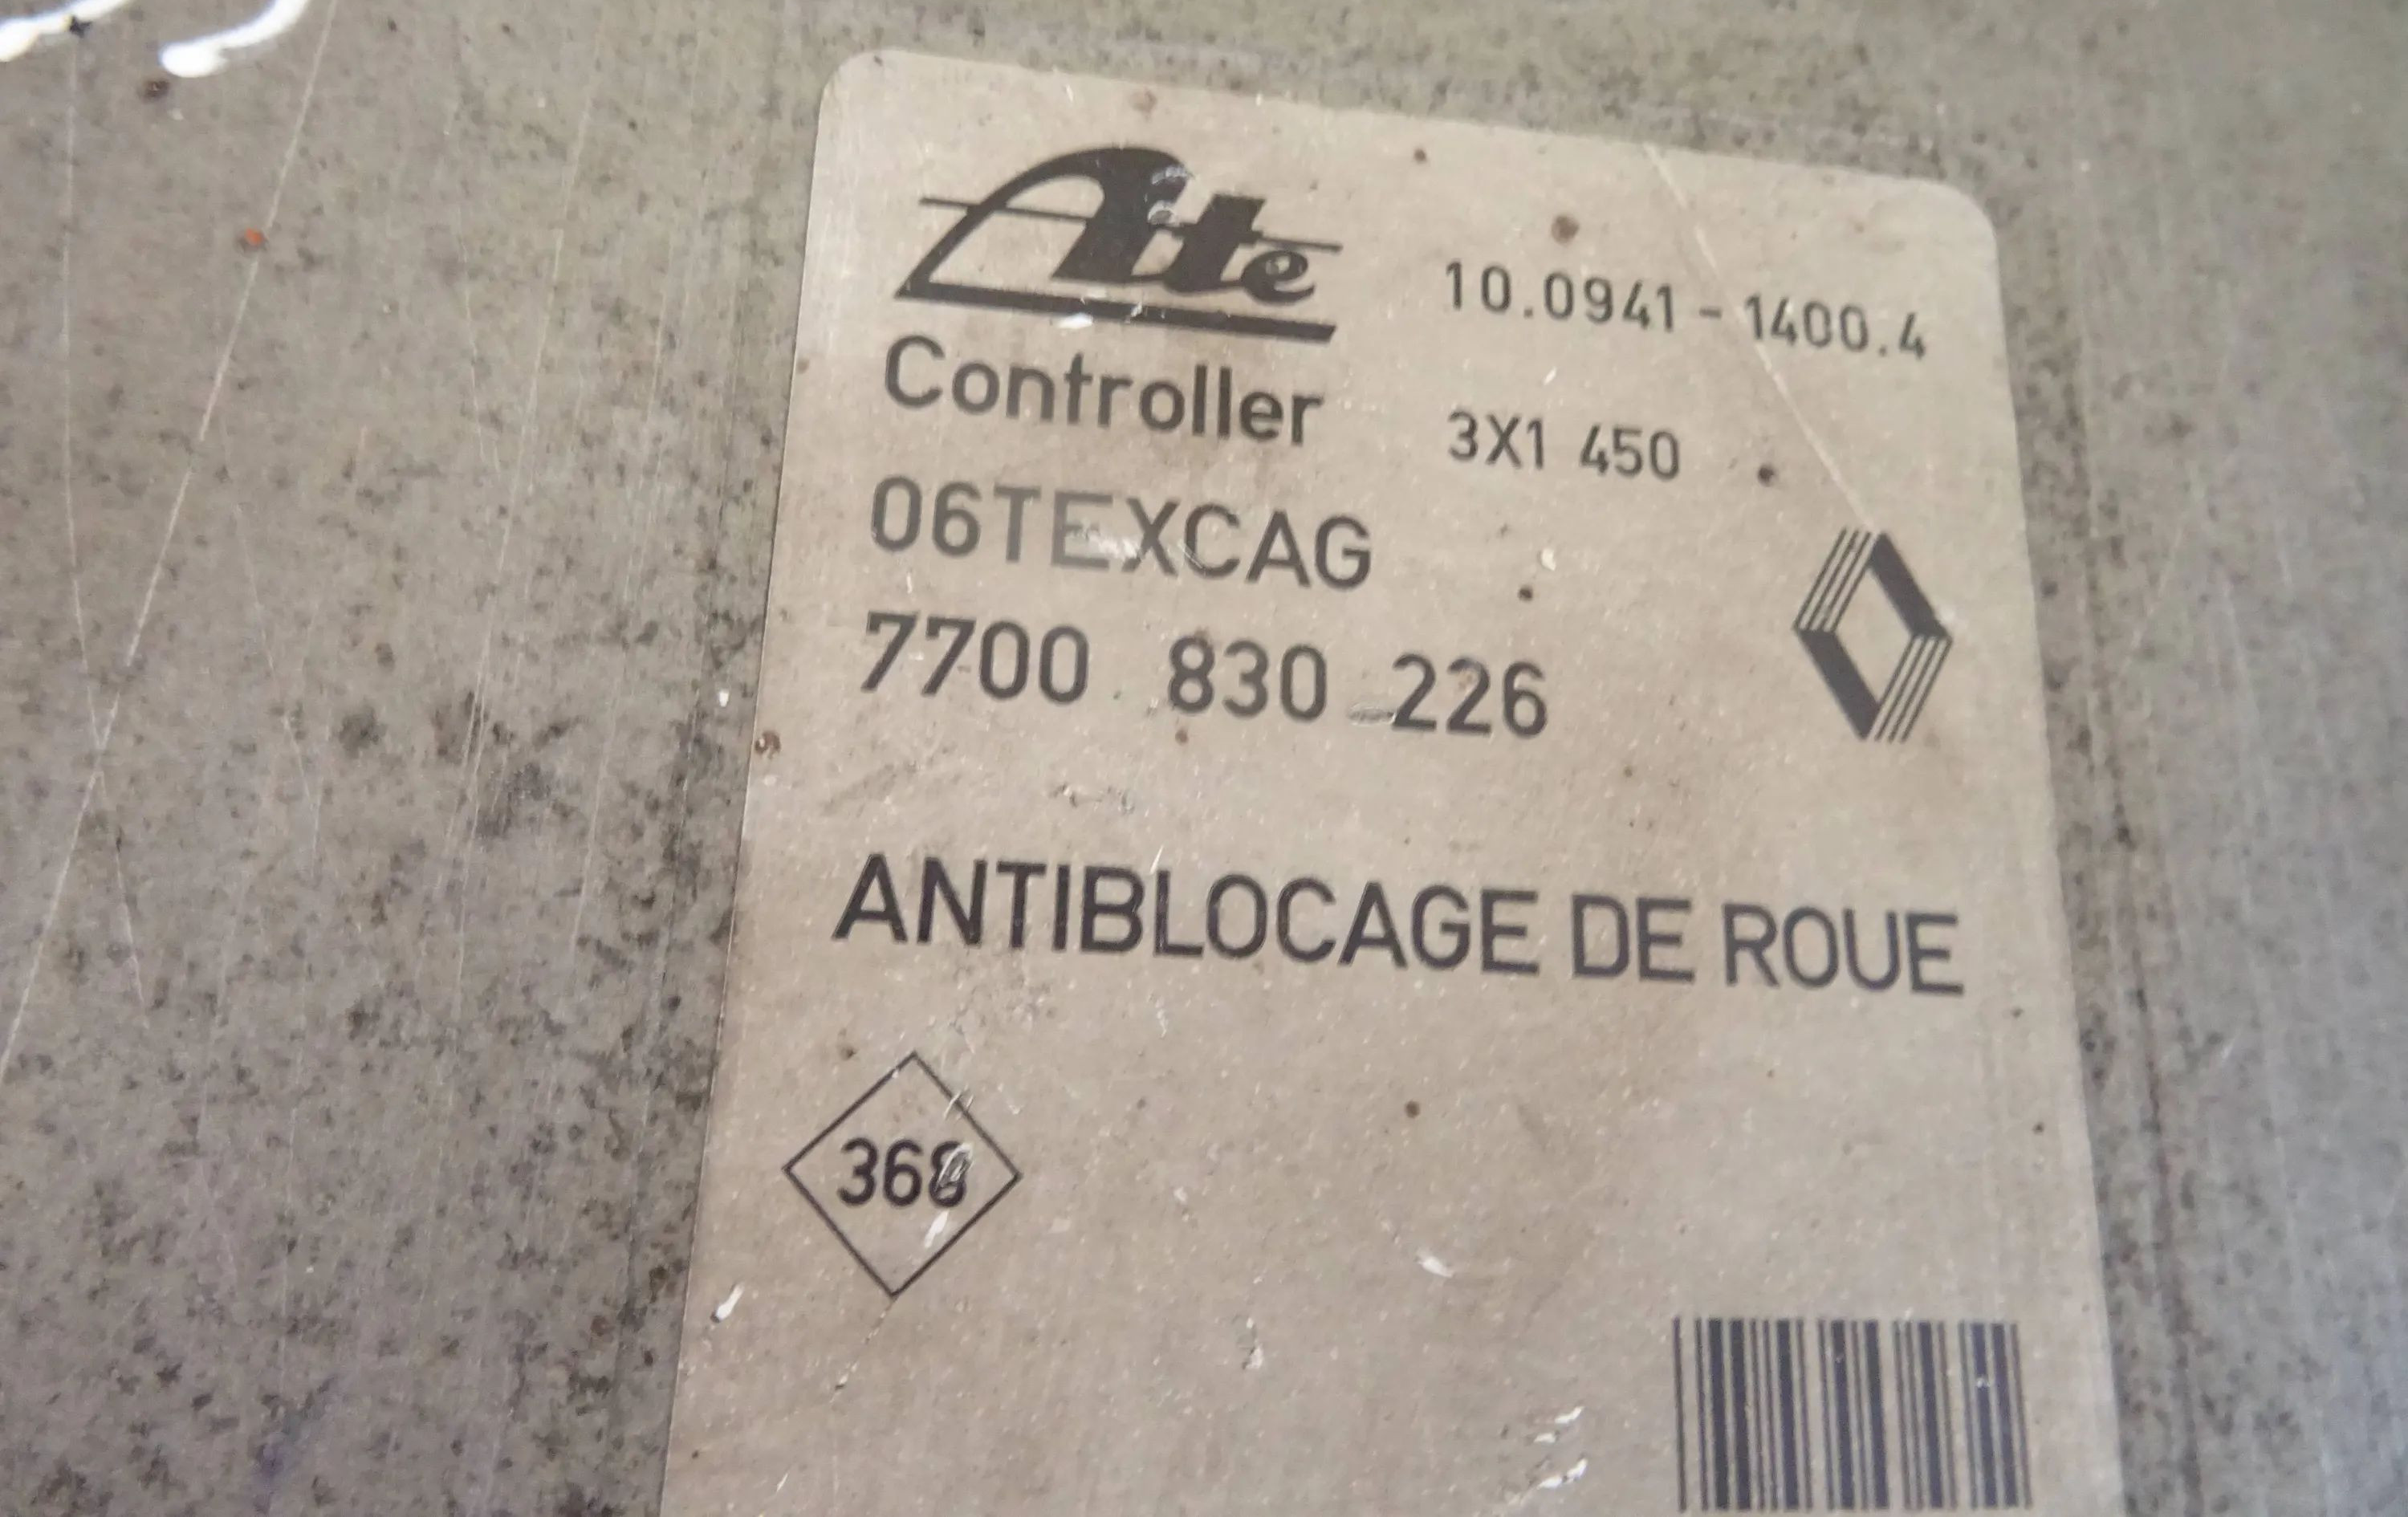 Ate 10.0941-1400.4
Controller 3X1 450
06TEXCAG
7700 830 226
ANTIBLOCAGE DE ROUE
368